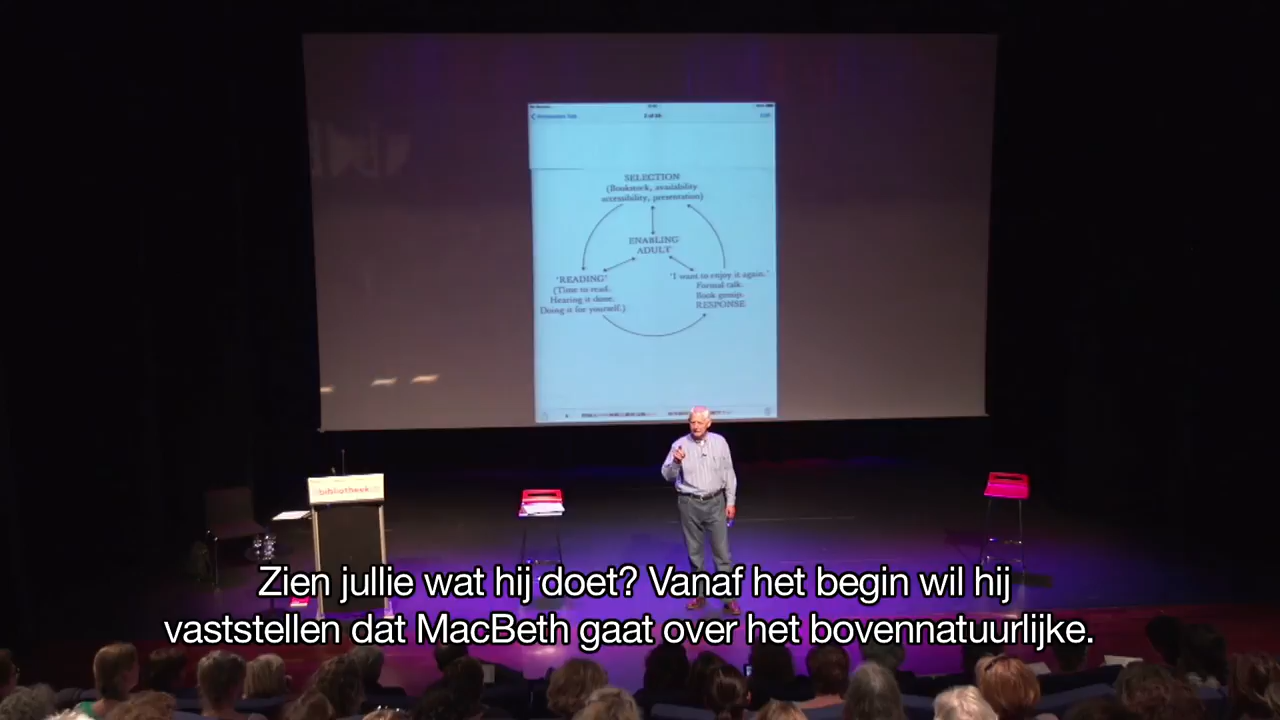 SELECTION
(Bookstock, availability
accessibility, presentation)
ENABLING
ADULT
'READING'
(Time to read.
Hearing it done.
Doing it for yourself.)
'I want to enjoy it again.'
Formal talk.
Book gossip.
RESPONSE
bibliotheek
Zien jullie wat hij doet? Vanaf het begin wil hij
vaststellen dat MacBeth gaat over het bovennatuurlijke.